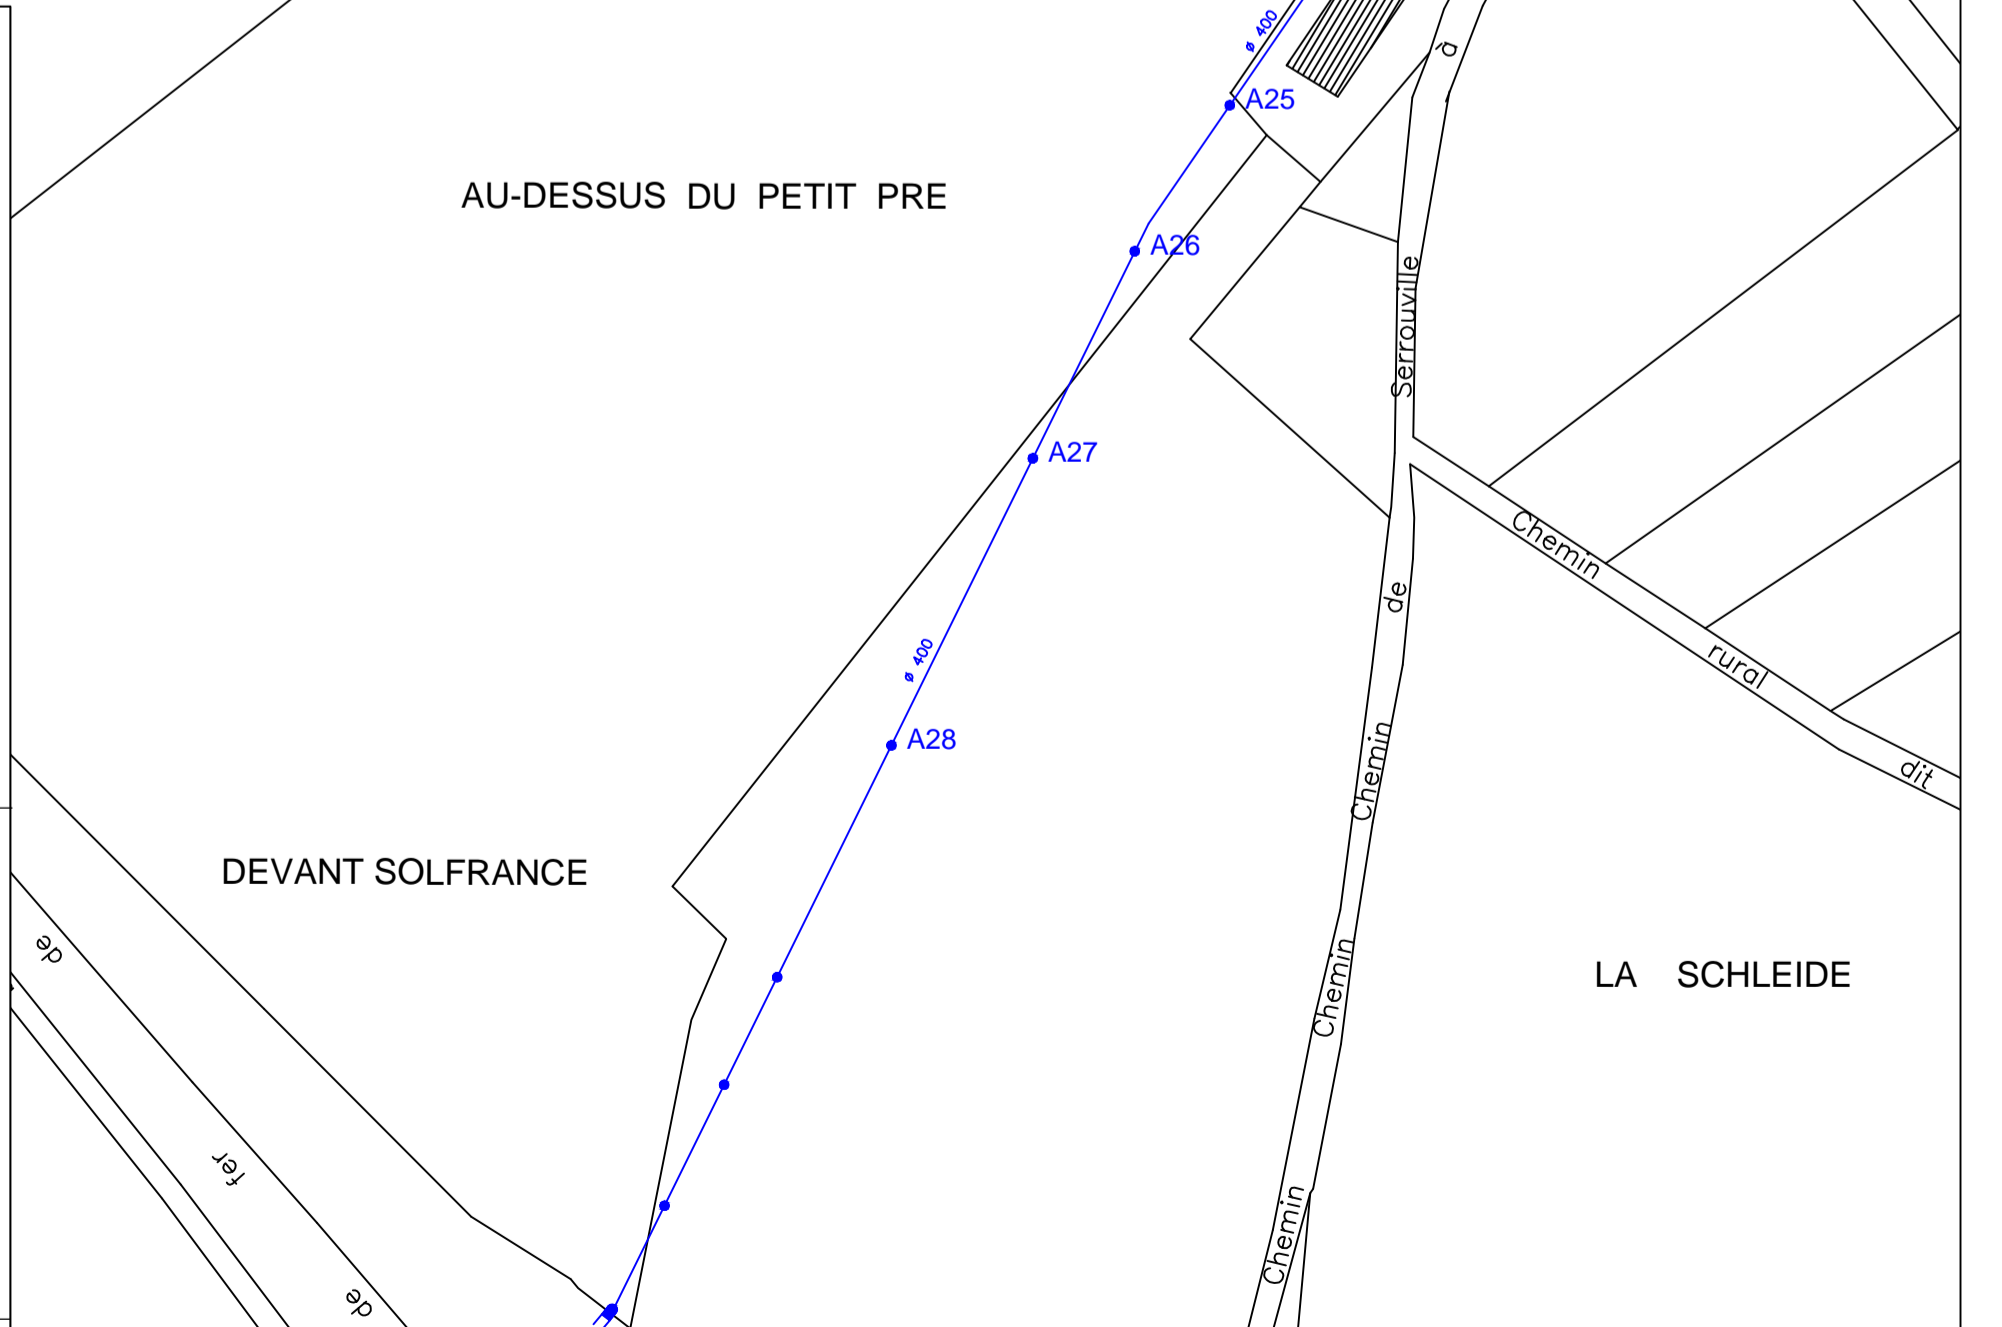 ø 400
à
A25
AU-DESSUS DU PETIT PRE
A26
Serrouville
A27
Chemin
rural
dit
de
ø 400
A28
Chemin
DEVANT SOLFRANCE
de
LA SCHLEIDE
Chemin
fer
Chemin
de